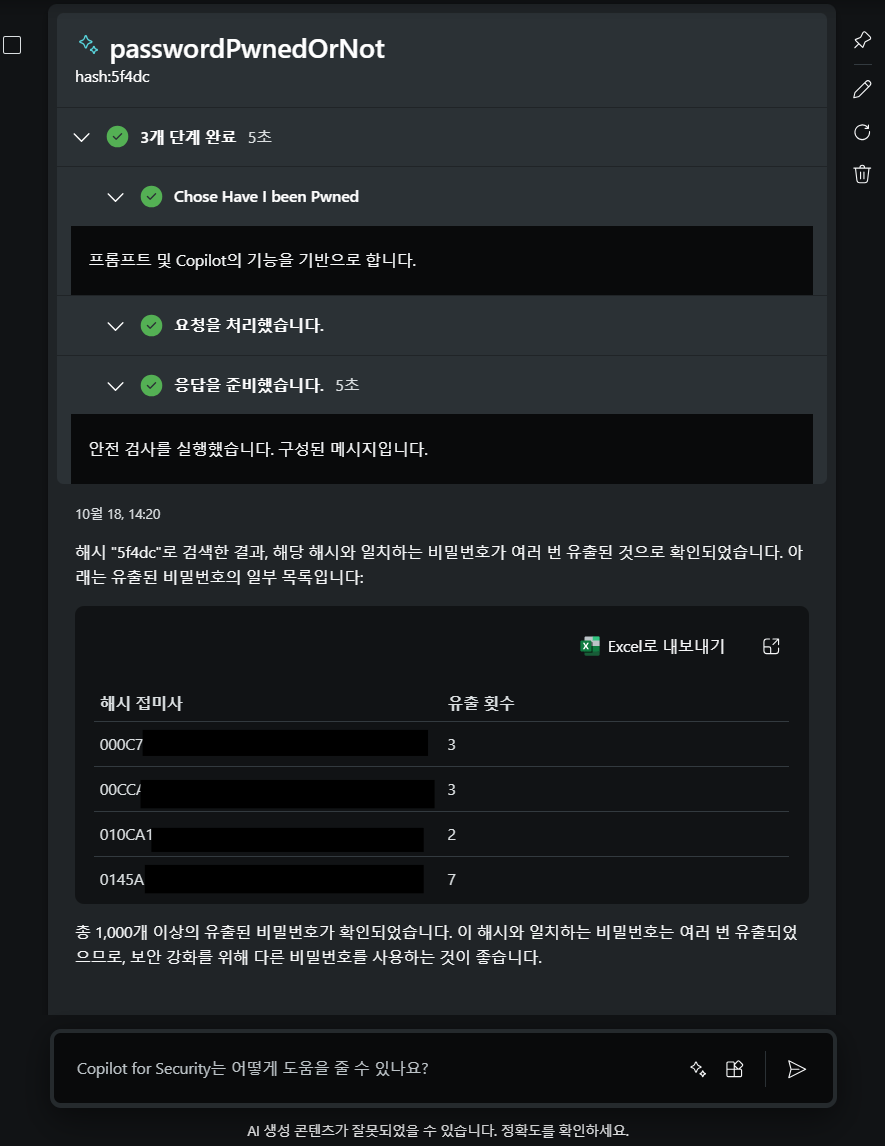 passwordPwnedOrNot
hash:5f4dc
3개 단계 완료 5초
Chose Have I been Pwned
프롬프트 및 Copilot의 기능을 기반으로 합니다.
요청을 처리했습니다.
응답을 준비했습니다. 5초
안전 검사를 실행했습니다. 구성된 메시지입니다.
10월 18, 14:20
해시 "5f4dc"로 검색한 결과, 해당 해시와 일치하는 비밀번호가 여러 번 유출된 것으로 확인되었습니다. 아
래는 유출된 비밀번호의 일부 목록입니다:
Excel로 내보내기
해시 접미사 유출 횟수
000C7 3
00CCA 3
010CA1 2
0145A 7
총 1,000개 이상의 유출된 비밀번호가 확인되었습니다. 이 해시와 일치하는 비밀번호는 여러 번 유출되었
으므로, 보안 강화를 위해 다른 비밀번호를 사용하는 것이 좋습니다.
Copilot for Security는 어떻게 도움을 줄 수 있나요?
AI 생성 콘텐츠가 잘못되었을 수 있습니다. 정확도를 확인하세요.